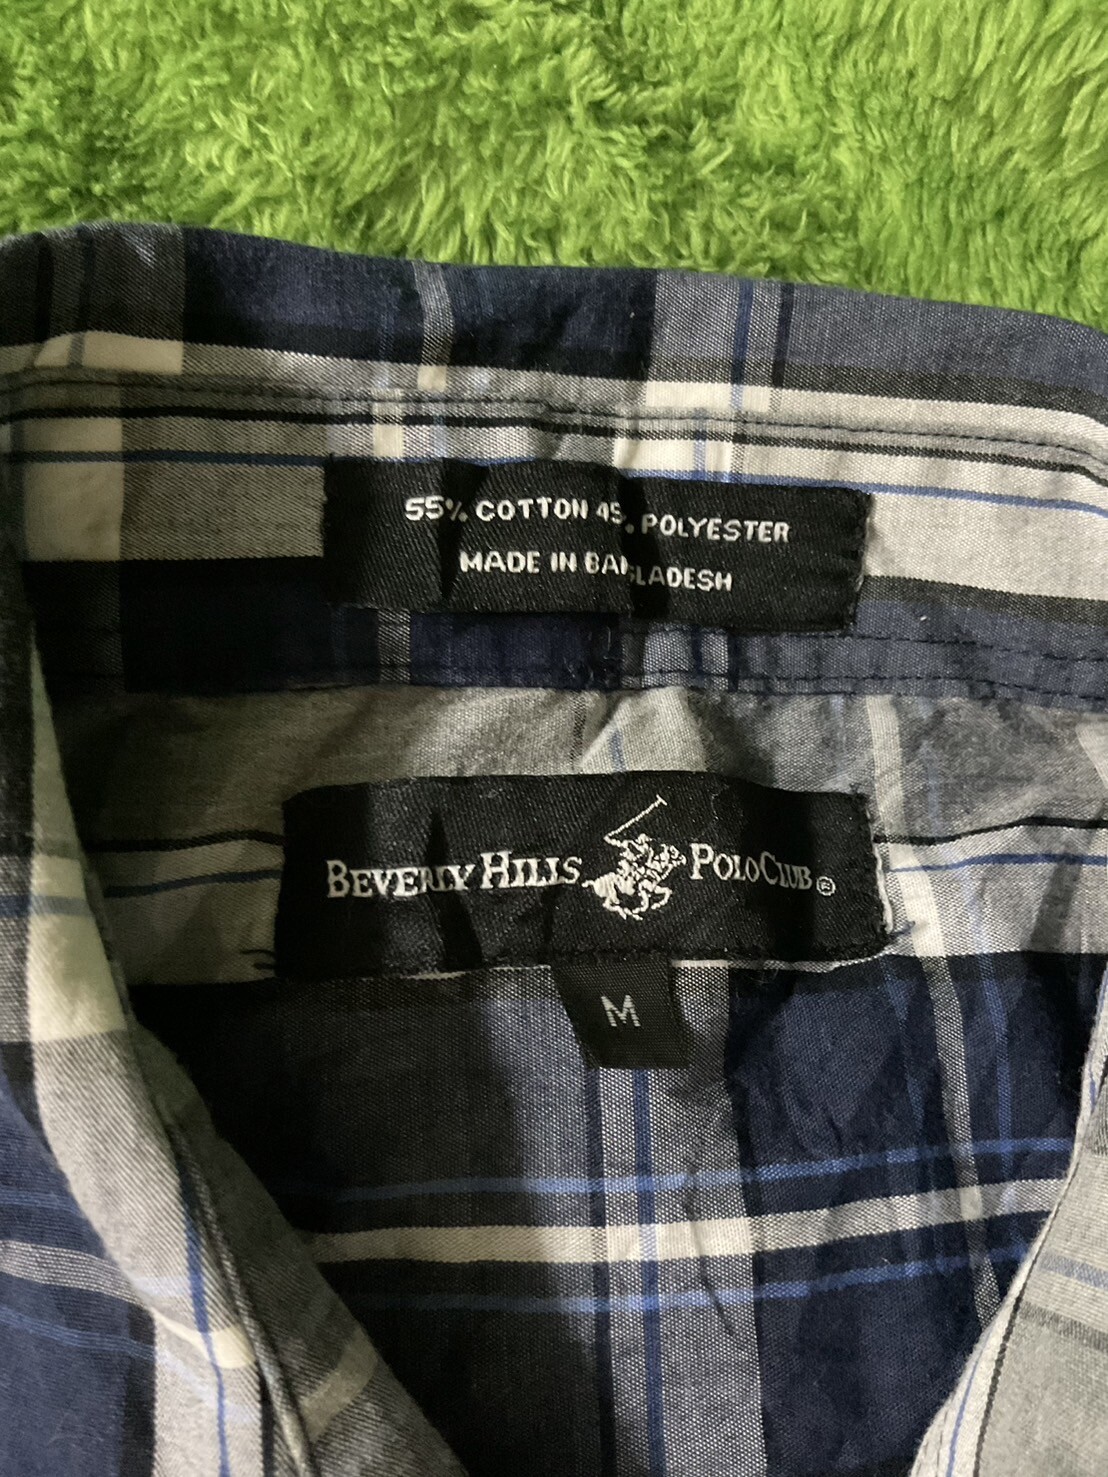 55% COTTON 45% POLYESTER
MADE IN BANGLADESH
BEVERLY HILLS POLO CLUB ®
M